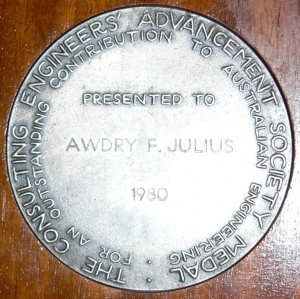 THE CONSULTING ENGINEERS' ADVANCEMENT SOCIETY MEDAL
FOR AN OUTSTANDING CONTRIBUTION TO AUSTRALIAN ENGINEERING
PRESENTED TO
AWDRY F. JULIUS
1980